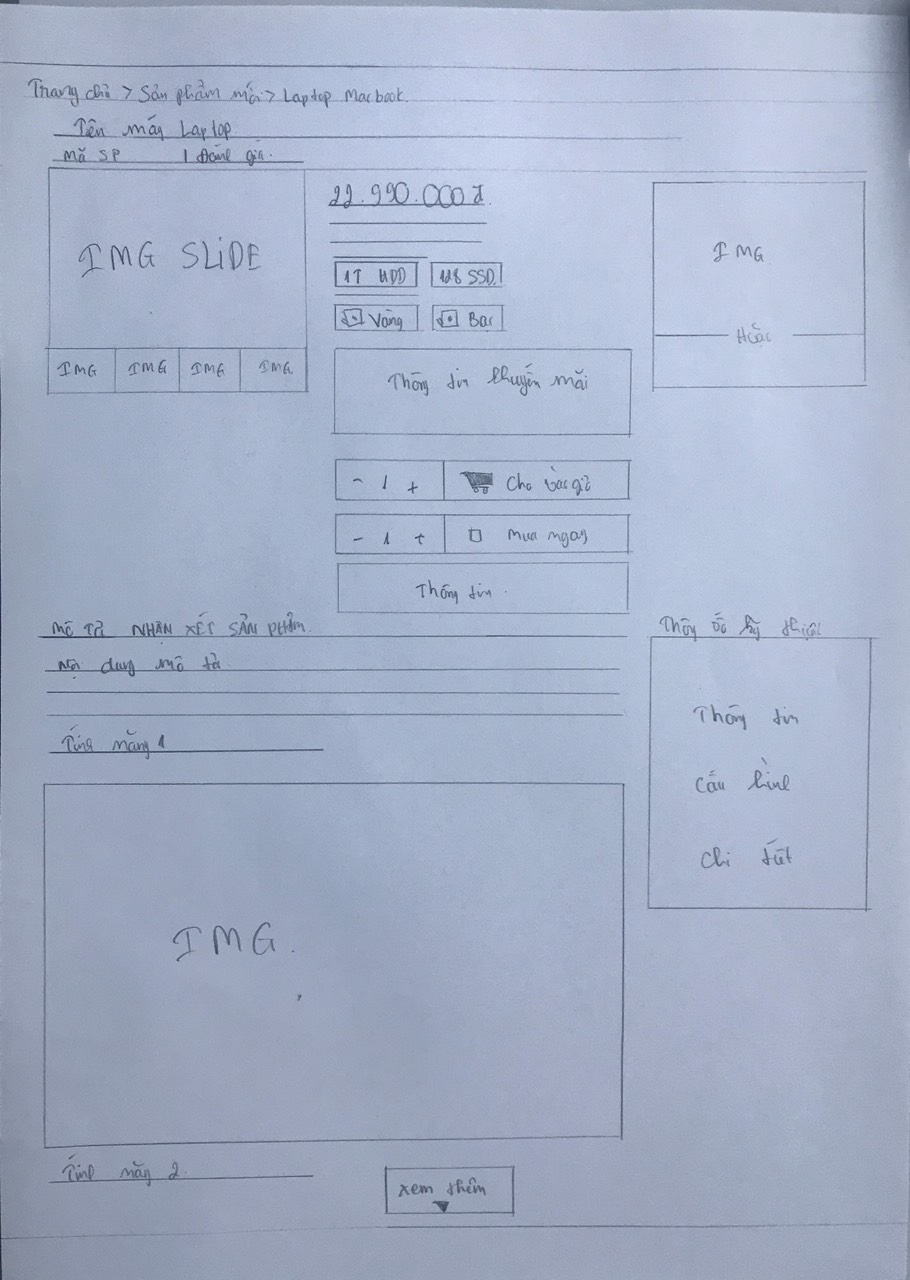 Trang chủ > Sản phẩm mới > Laptop Macbook
Tên máy Laptop
Mã SP 1 Đánh giá
IMG SLIDE
IMG IMG IMG IMG
22.990.000đ
1T HDD 128 SSD
Vàng Bạc
Thông tin khuyến mãi
- 1 + Cho vào giỏ
- 1 + Mua ngay
Thông tin
IMG
Hoặc
Mô Tả NHẬN XÉT SẢN PHẨM
Nội dung mô tả
Tính năng 1
IMG.
Tính năng 2
xem thêm
Thông số kỹ thuật
Thông tin
Cấu hình
chi tiết